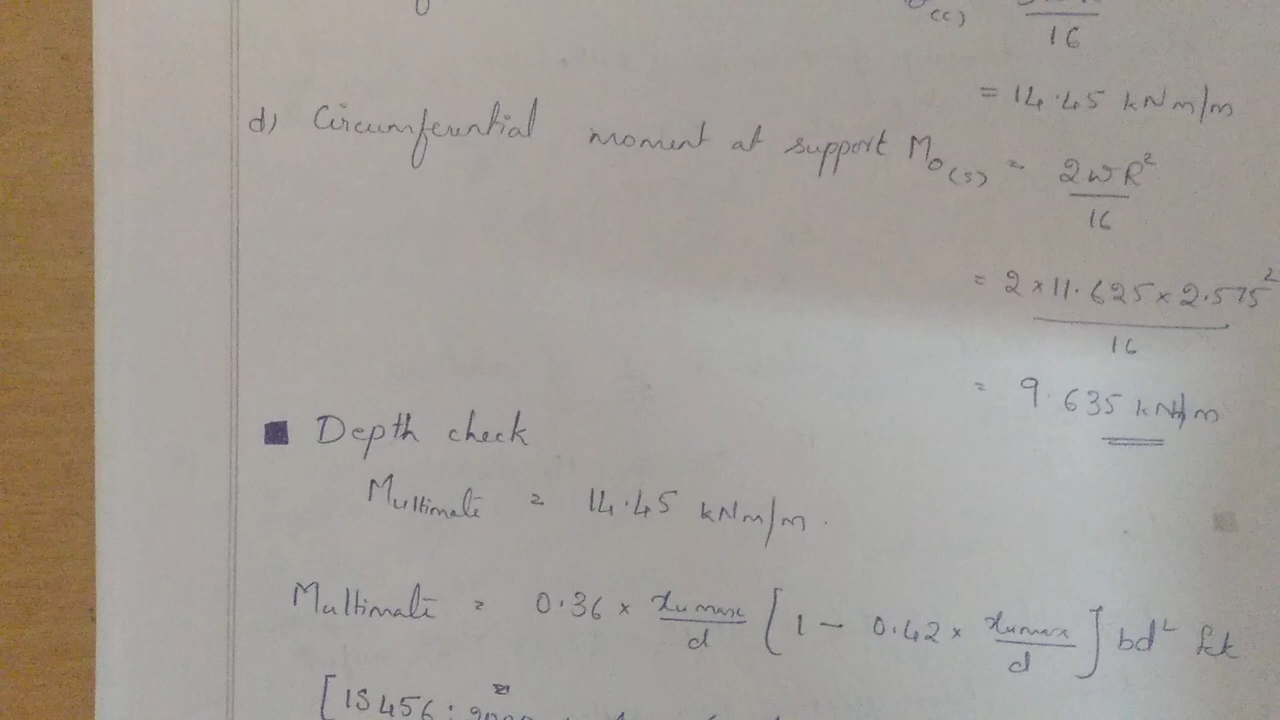 (c) 16
= 14.45 kNm/m
d) Circumferential moment at support Mθ(s) = 2wR²/16
= 2 × 11.625 × 2.575²/16
= 9.635 kNm/m
Depth check
Multimate = 14.45 kNm/m.
Multimate = 0.36 × xumax/d [1 - 0.42 × xumax/d] bd² fck
[IS 456: